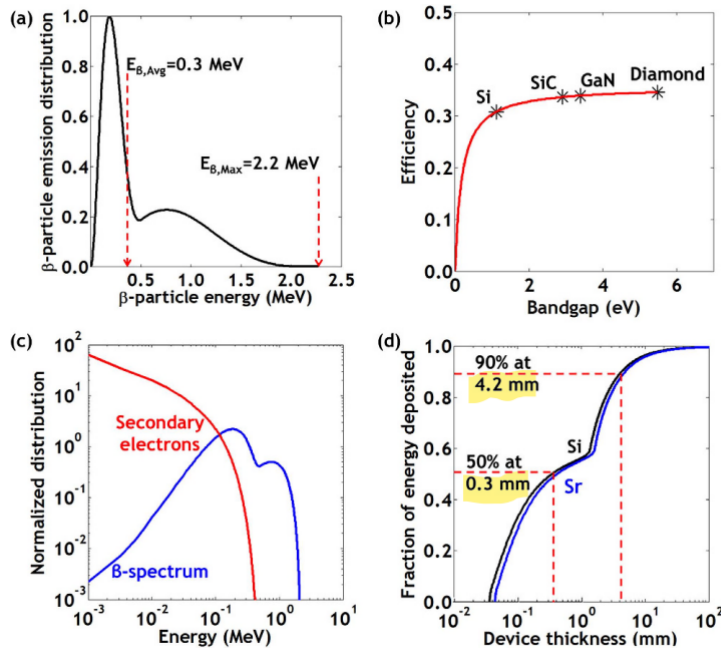 (a)
β-particle emission distribution
1.0
0.8
0.6
0.4
0.2
0.0
E_β,Avg=0.3 MeV
E_β,Max=2.2 MeV
0.5 1.0 1.5 2.0 2.5
β-particle energy (MeV)
(b)
Efficiency
0.5
0.4
0.3
0.2
0.1
0.0
Si
SiC
GaN
Diamond
0 2 4 6 8
Bandgap (eV)
(c)
Normalized distribution
10^2
10^1
10^0
10^-1
10^-2
10^-3
Secondary
electrons
β-spectrum
10^-3 10^-2 10^-1 10^0 10^1
Energy (MeV)
(d)
Fraction of energy deposited
1.0
0.8
0.6
0.4
0.2
0.0
90% at
4.2 mm
50% at
0.3 mm
Si
Sr
10^-2 10^-1 10^0 10^1 10^2
Device thickness (mm)